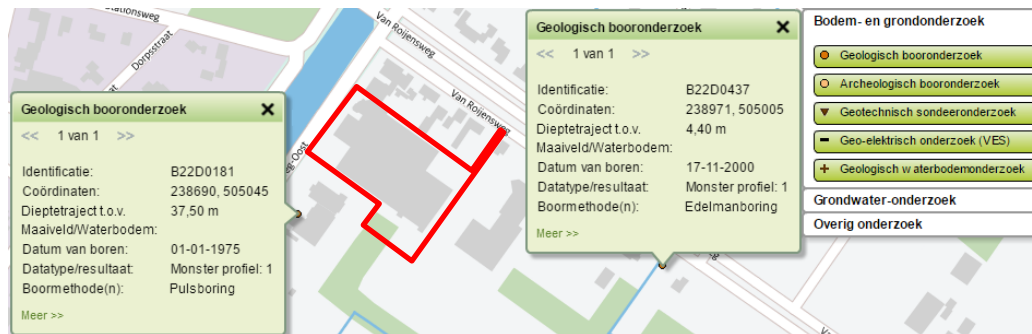 Stationsweg
Dorpsstraat
Van Roijensweg
Van Roijensweg
Van Roijensweg
eg-Oost
Geologisch booronderzoek
<< 1 van 1 >>
Identificatie: B22D0181
Coördinaten: 238690, 505045
Dieptetraject t.o.v. 37,50 m
Maaiveld/Waterbodem:
Datum van boren: 01-01-1975
Datatype/resultaat: Monster profiel: 1
Boormethode(n): Pulsboring
Meer >>
Geologisch booronderzoek
<< 1 van 1 >>
Identificatie: B22D0437
Coördinaten: 238971, 505005
Dieptetraject t.o.v. 4,40 m
Maaiveld/Waterbodem:
Datum van boren: 17-11-2000
Datatype/resultaat: Monster profiel: 1
Boormethode(n): Edelmanboring
Meer >>
Bodem- en grondonderzoek
Geologisch booronderzoek
Archeologisch booronderzoek
Geotechnisch sondeeronderzoek
Geo-elektrisch onderzoek (VES)
Geologisch waterbodemonderzoek
Grondwater-onderzoek
Overig onderzoek